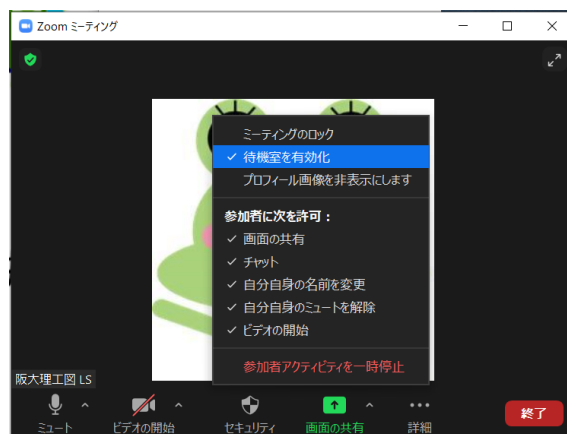 Zoom ミーティング
ミーティングのロック
✓ 待機室を有効化
プロフィール画像を非表示にします
参加者に次を許可：
✓ 画面の共有
✓ チャット
✓ 自分自身の名前を変更
✓ 自分自身のミュートを解除
✓ ビデオの開始
参加者アクティビティを一時停止
阪大理工図 LS
ミュート ビデオの開始 セキュリティ 画面の共有 詳細 終了